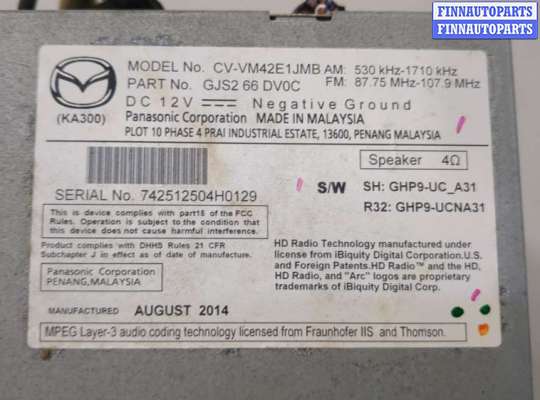 FINNAUTOPARTS
FINNAUTOPARTS
MODEL No. CV-VM42E1JMB AM: 530 kHz-1710 kHz
PART No. GJS2 66 DV0C FM: 87.75 MHz-107.9 MHz
DC 12V Negative Ground
(KA300) Panasonic Corporation MADE IN MALAYSIA
PLOT 10 PHASE 4 PRAI INDUSTRIAL ESTATE, 13600, PENANG MALAYSIA
Speaker 4Ω
SERIAL No. 742512504H0129
S/W SH: GHP9-UC_A31
R32: GHP9-UCNA31
This is device complies with part15 of the FCC
Rules. Operation is subject to the condition that
this device does not cause harmful interference.
Product complies with DHHS Rules 21 CFR
Subchapter J in effect as date of manufacture.
HD Radio Technology manufactured under
license from iBiquity Digital Corporation.U.S.
and Foreign Patents.HD Radio™ and the HD,
HD Radio, and "Arc" logos are proprietary
trademarks of iBiquity Digital Corp.
Panasonic Corporation
PENANG,MALAYSIA
MANUFACTURED AUGUST 2014
MPEG Layer-3 audio coding technology licensed from Fraunhofer IIS and Thomson.
FINNAUTOPARTS
FINNAUTOPARTS